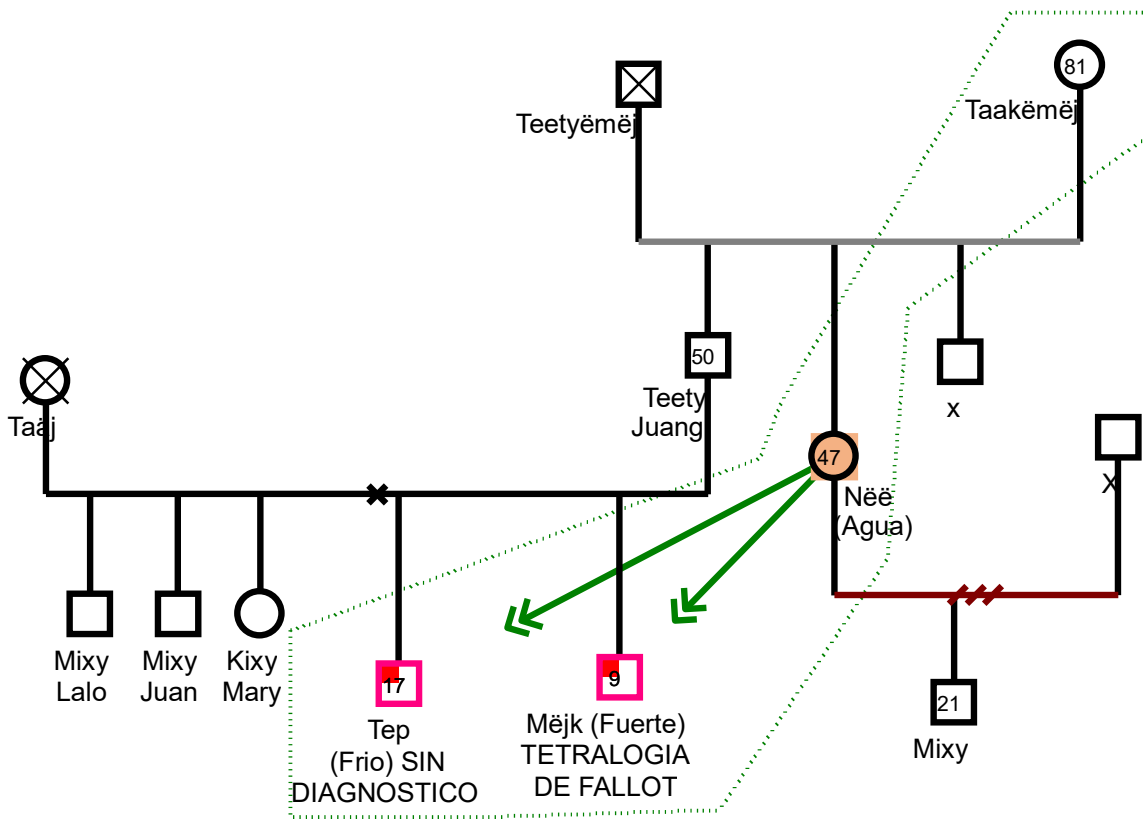 81
Teetyëmëj
Taakëmëj
50
Teety
Juang
x
Taäj
47
Nëë
(Agua)
X
Mixy
Lalo
Mixy
Juan
Kixy
Mary
17
Tep
(Frio) SIN
DIAGNOSTICO
9
Mëjk (Fuerte)
TETRALOGIA
DE FALLOT
21
Mixy